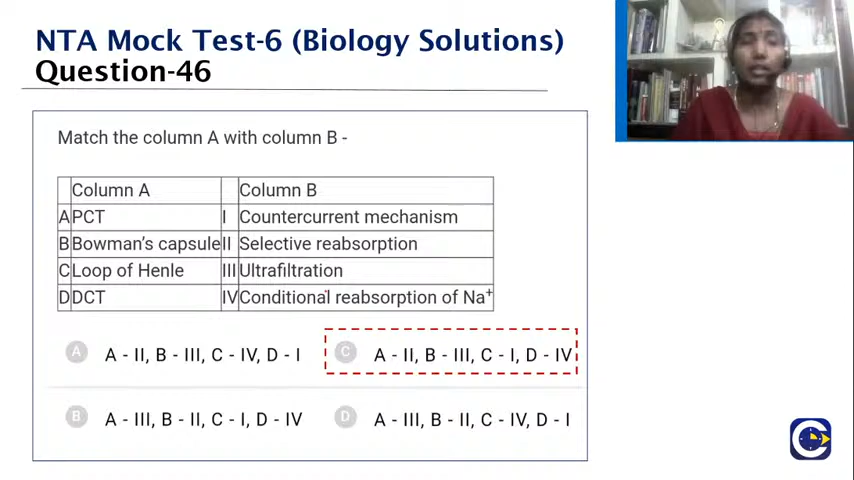 NTA Mock Test-6 (Biology Solutions)
Question-46
Match the column A with column B -
Column A Column B
A PCT I Countercurrent mechanism
B Bowman's capsule II Selective reabsorption
C Loop of Henle III Ultrafiltration
D DCT IV Conditional reabsorption of Na⁺
A A - II, B - III, C - IV, D - I
C A - II, B - III, C - I, D - IV
B A - III, B - II, C - I, D - IV
D A - III, B - II, C - IV, D - I